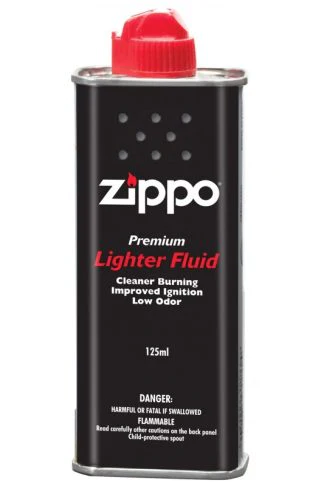 zippo
Premium
Lighter Fluid
Cleaner Burning
Improved Ignition
Low Odor
125ml
DANGER:
HARMFUL OR FATAL IF SWALLOWED
FLAMMABLE
Read carefully other cautions on the back panel
Child-protective spout